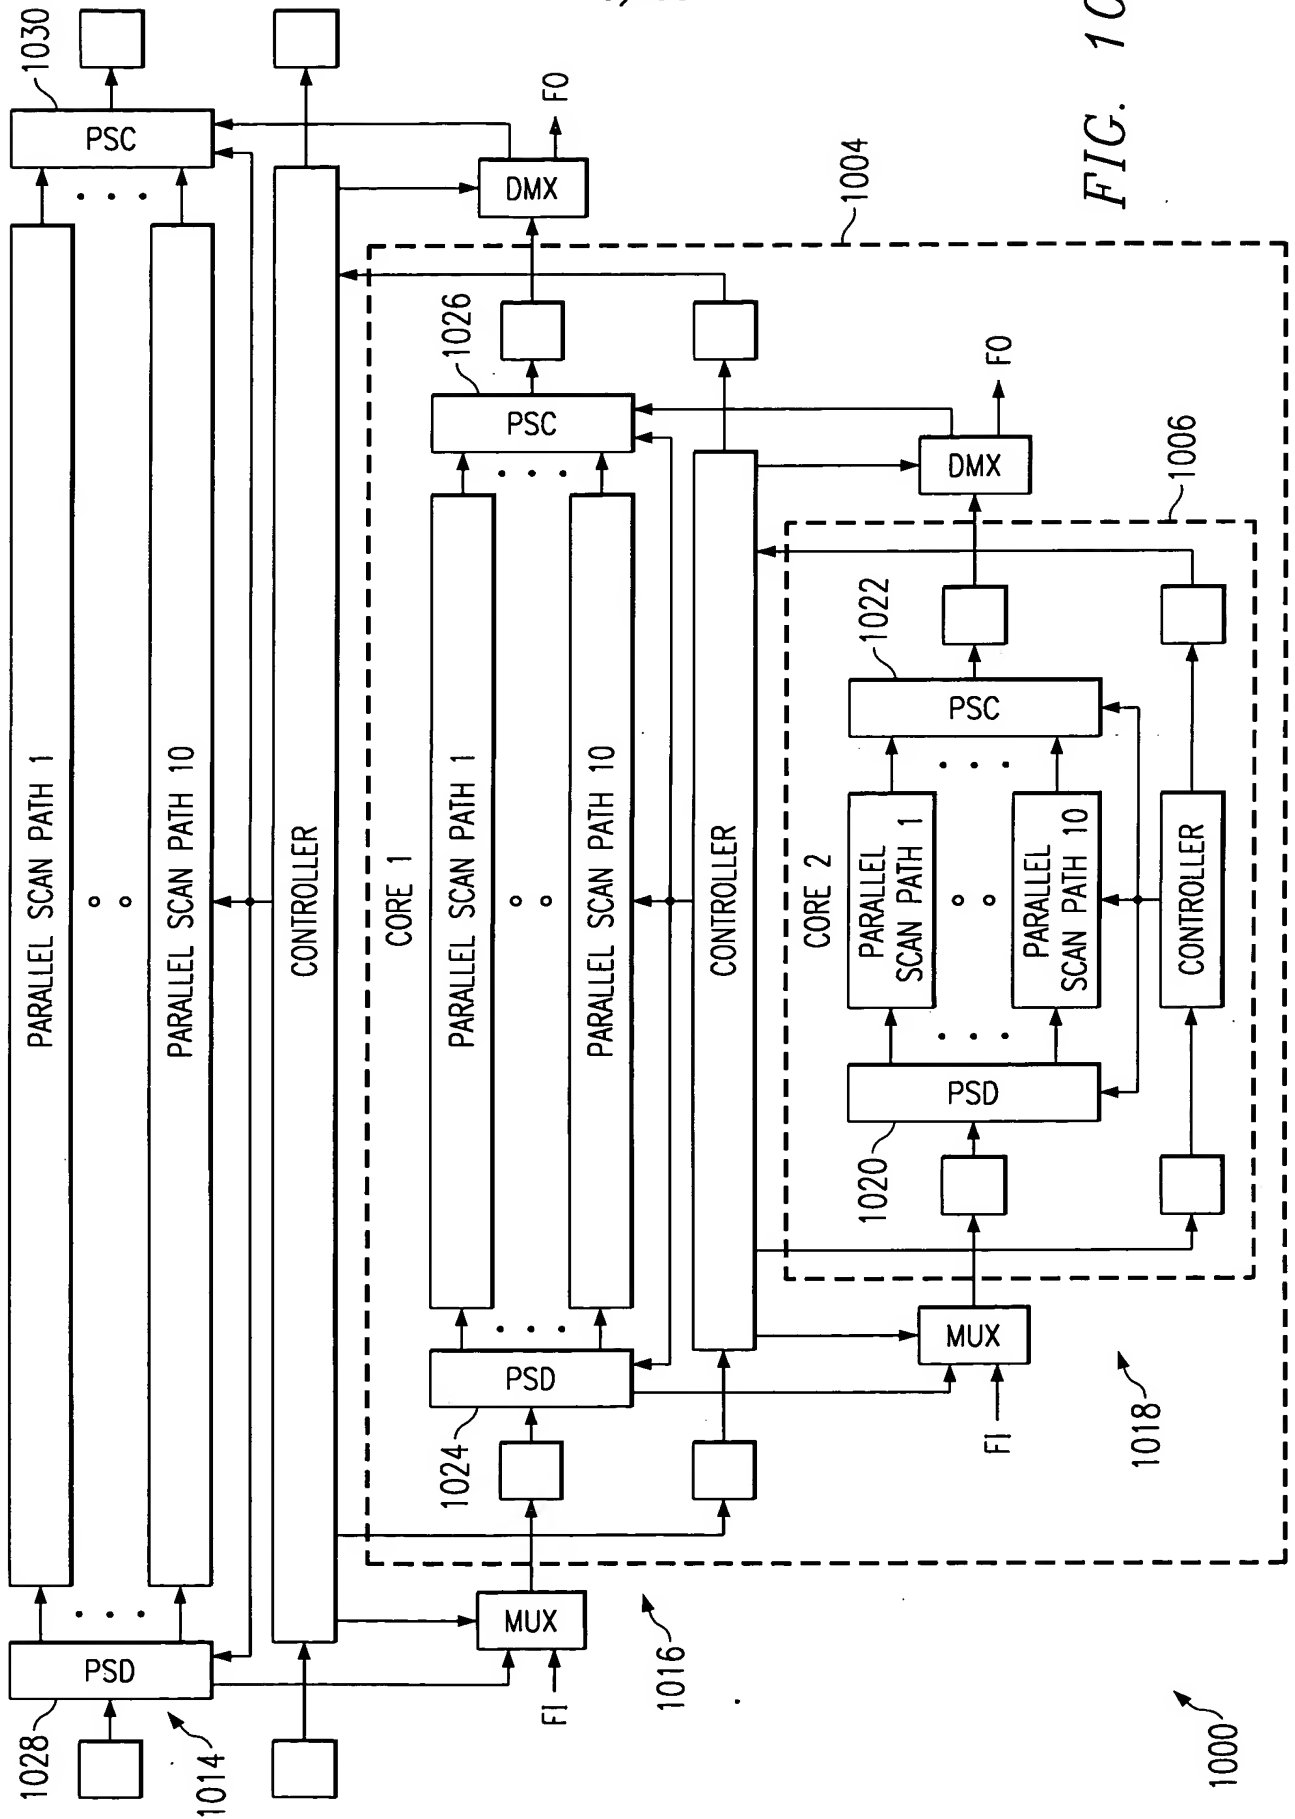 1028
PSD
1014
PARALLEL SCAN PATH 1
PARALLEL SCAN PATH 10
PSC
1030
CONTROLLER
FI
MUX
1016
DMX
FO
1004
CORE 1
1024
PSD
PARALLEL SCAN PATH 1
PARALLEL SCAN PATH 10
PSC
1026
CONTROLLER
FI
MUX
1018
DMX
FO
1006
CORE 2
1020
PSD
PARALLEL
SCAN PATH 1
PARALLEL
SCAN PATH 10
PSC
1022
CONTROLLER
1000
FIG. 10